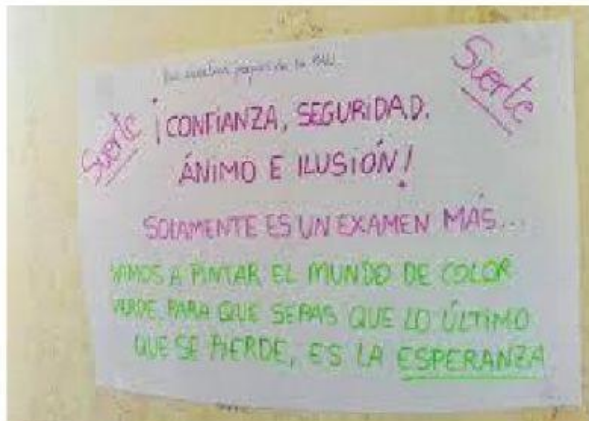 Suerte
Suerte
¡CONFIANZA, SEGURIDAD,
ÁNIMO E ILUSIÓN!
SOLAMENTE ES UN EXAMEN MÁS...
VAMOS A PINTAR EL MUNDO DE COLOR
VERDE, PARA QUE SEPAS QUE LO ÚLTIMO
QUE SE PIERDE, ES LA ESPERANZA